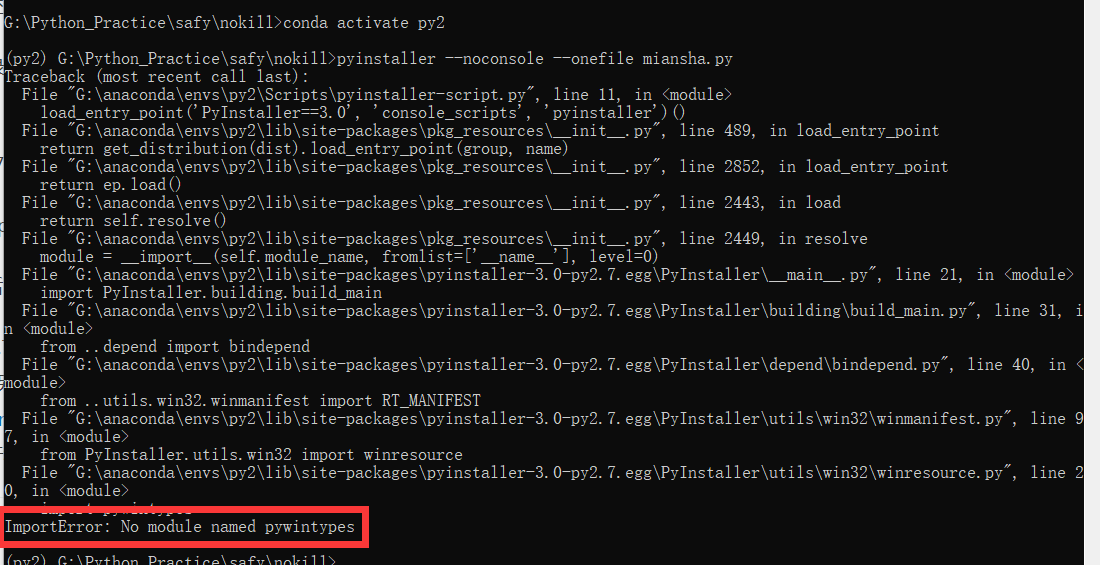 G:\Python_Practice\safy\nokill>conda activate py2
(py2) G:\Python_Practice\safy\nokill>pyinstaller --noconsole --onefile miansha.py
Traceback (most recent call last):
  File "G:\anaconda\envs\py2\Scripts\pyinstaller-script.py", line 11, in <module>
    load_entry_point('PyInstaller==3.0', 'console_scripts', 'pyinstaller')()
  File "G:\anaconda\envs\py2\lib\site-packages\pkg_resources\__init__.py", line 489, in load_entry_point
    return get_distribution(dist).load_entry_point(group, name)
  File "G:\anaconda\envs\py2\lib\site-packages\pkg_resources\__init__.py", line 2852, in load_entry_point
    return ep.load()
  File "G:\anaconda\envs\py2\lib\site-packages\pkg_resources\__init__.py", line 2443, in load
    return self.resolve()
  File "G:\anaconda\envs\py2\lib\site-packages\pkg_resources\__init__.py", line 2449, in resolve
    module = __import__(self.module_name, fromlist=['__name__'], level=0)
  File "G:\anaconda\envs\py2\lib\site-packages\pyinstaller-3.0-py2.7.egg\PyInstaller\__main__.py", line 21, in <module>
    import PyInstaller.building.build_main
  File "G:\anaconda\envs\py2\lib\site-packages\pyinstaller-3.0-py2.7.egg\PyInstaller\building\build_main.py", line 31, i
n <module>
    from ..depend import bindepend
  File "G:\anaconda\envs\py2\lib\site-packages\pyinstaller-3.0-py2.7.egg\PyInstaller\depend\bindepend.py", line 40, in <
module>
    from ..utils.win32.winmanifest import RT_MANIFEST
  File "G:\anaconda\envs\py2\lib\site-packages\pyinstaller-3.0-py2.7.egg\PyInstaller\utils\win32\winmanifest.py", line 9
7, in <module>
    from PyInstaller.utils.win32 import winresource
  File "G:\anaconda\envs\py2\lib\site-packages\pyinstaller-3.0-py2.7.egg\PyInstaller\utils\win32\winresource.py", line 2
0, in <module>
    import pywintypes
ImportError: No module named pywintypes
(py2) G:\Python_Practice\safy\nokill>